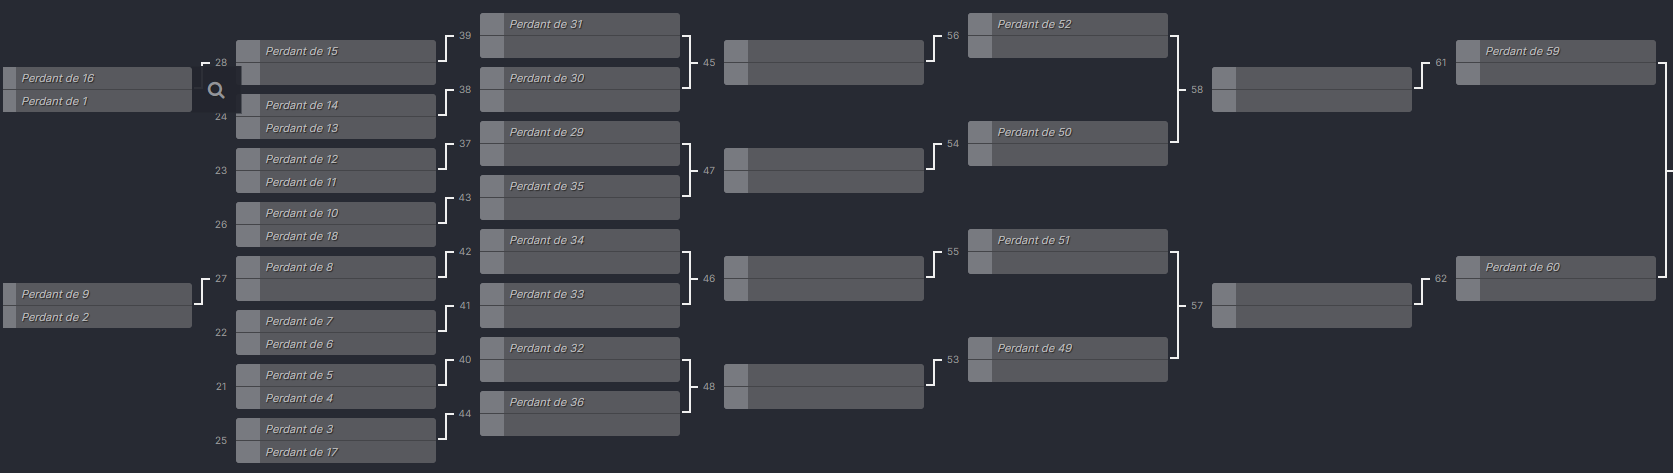 Perdant de 16
Perdant de 1
Perdant de 9
Perdant de 2
28
Perdant de 15
24
Perdant de 14
Perdant de 13
23
Perdant de 12
Perdant de 11
26
Perdant de 10
Perdant de 18
27
Perdant de 8
22
Perdant de 7
Perdant de 6
21
Perdant de 5
Perdant de 4
25
Perdant de 3
Perdant de 17
39
Perdant de 31
38
Perdant de 30
37
Perdant de 29
43
Perdant de 35
42
Perdant de 34
41
Perdant de 33
40
Perdant de 32
44
Perdant de 36
45
47
46
48
56
Perdant de 52
54
Perdant de 50
55
Perdant de 51
53
Perdant de 49
58
57
61
Perdant de 59
62
Perdant de 60